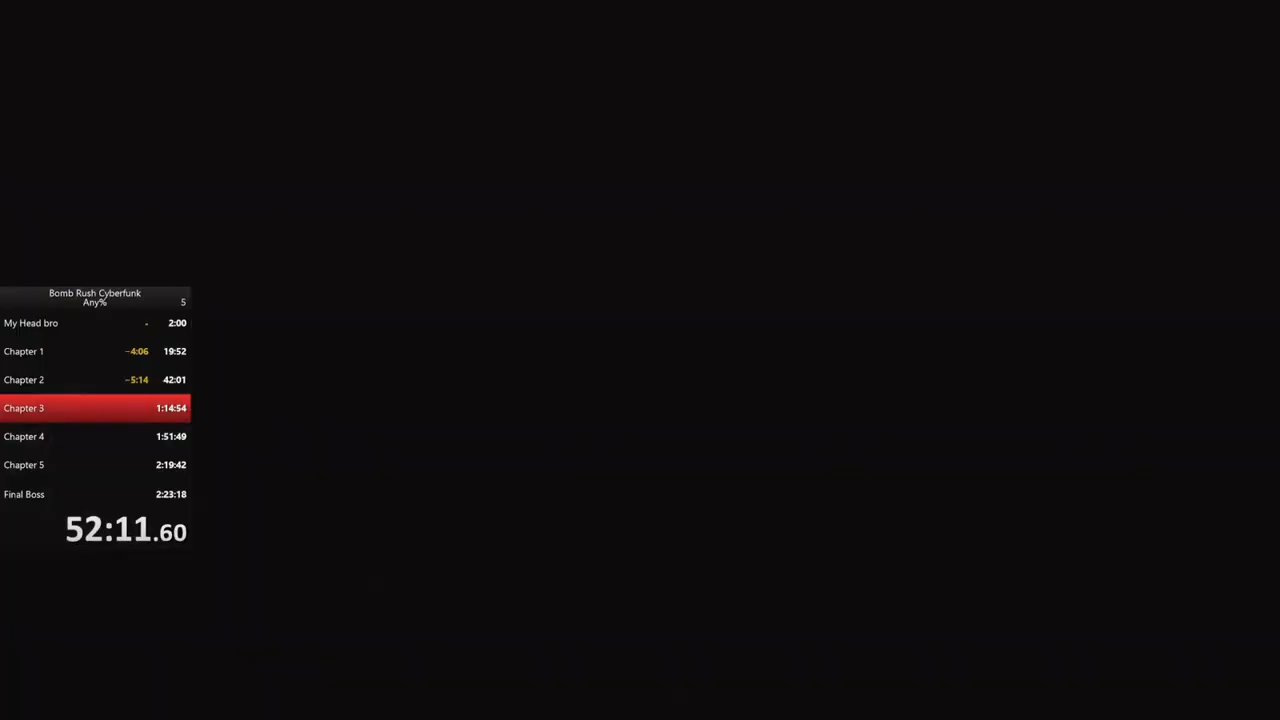 Bomb Rush Cyberfunk
Any% 5
My Head bro - 2:00
Chapter 1 −4:06 19:52
Chapter 2 −5:14 42:01
Chapter 3 1:14:54
Chapter 4 1:51:49
Chapter 5 2:19:42
Final Boss 2:23:18
52:11.60